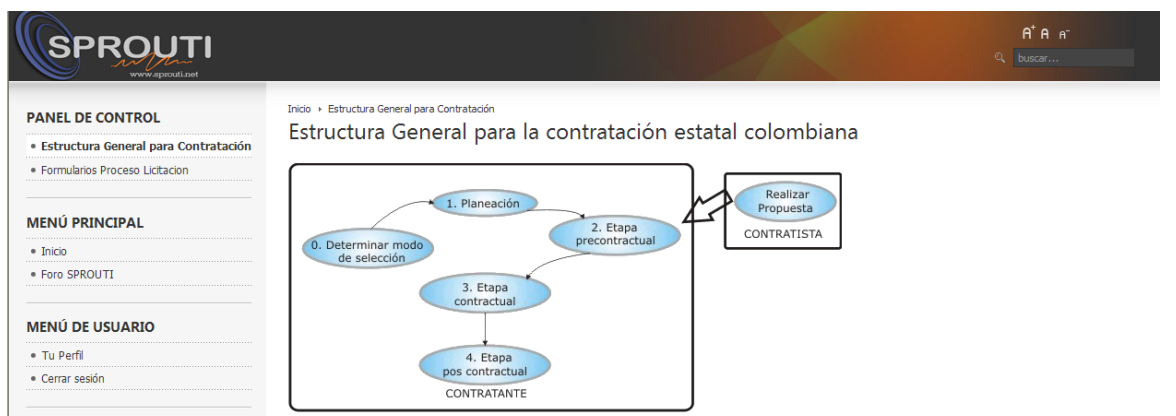 SPROUTI
www.sprouti.net
A+ A A-
buscar...
PANEL DE CONTROL
Estructura General para Contratación
Formularios Proceso Licitacion
MENÚ PRINCIPAL
Inicio
Foro SPROUTI
MENÚ DE USUARIO
Tu Perfil
Cerrar sesión
Inicio Estructura General para Contratación
Estructura General para la contratación estatal colombiana
1. Planeación
2. Etapa
precontractual
0. Determinar modo
de selección
3. Etapa
contractual
4. Etapa
pos contractual
CONTRATANTE
Realizar
Propuesta
CONTRATISTA